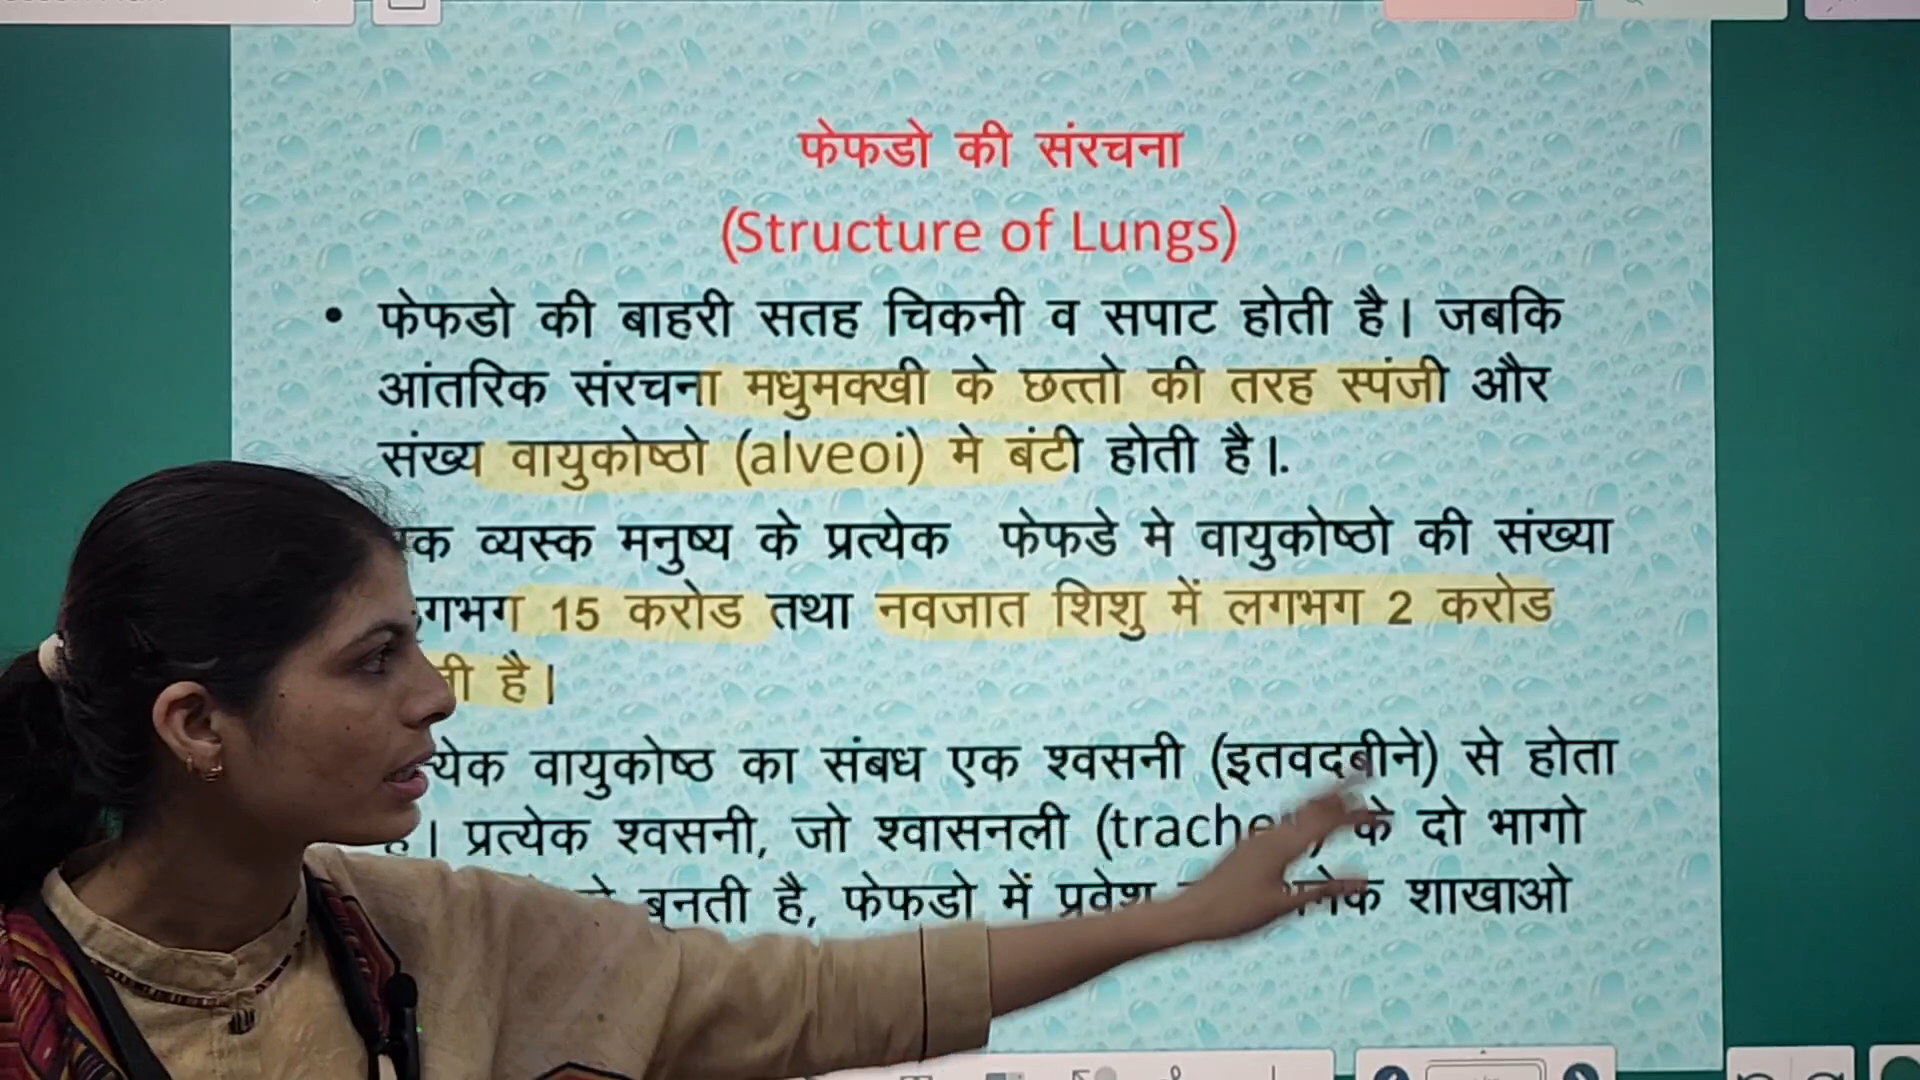 फेफडो की संरचना
(Structure of Lungs)
• फेफडो की बाहरी सतह चिकनी व सपाट होती है। जबकि
आंतरिक संरचना मधुमक्खी के छत्तो की तरह स्पंजी और
संख्य वायुकोष्ठो (alveoi) मे बंटी होती है।.
व्यस्क मनुष्य के प्रत्येक फेफडे मे वायुकोष्ठो की संख्या
15 करोड तथा नवजात शिशु में लगभग 2 करोड
है।
वायुकोष्ठ का संबध एक श्वसनी (इतवदबीने) से होता
। प्रत्येक श्वसनी, जो श्वासनली के दो भागो
बनती है, फेफडो में प्रवेश शाखाओ